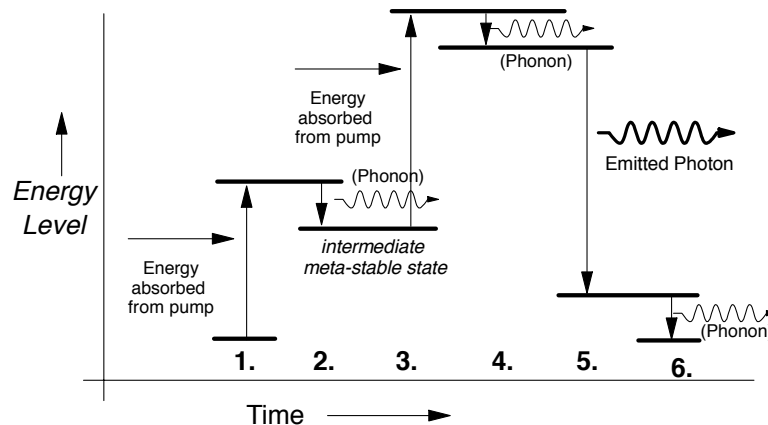 (Phonon)
Energy
absorbed
from pump
Emitted Photon
(Phonon)
Energy
Level
intermediate
meta-stable state
Energy
absorbed
from pump
(Phonon
1. 2. 3. 4. 5. 6.
Time